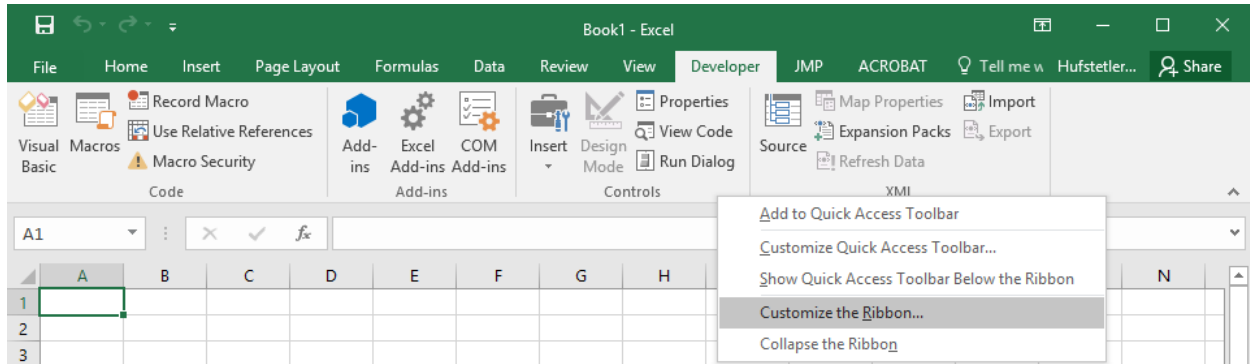 Book1 - Excel
File Home Insert Page Layout Formulas Data Review View Developer JMP ACROBAT Tell me w Hufstetler... Share
Visual Basic
Macros
Record Macro
Use Relative References
Macro Security
Code
Add-ins
Excel Add-ins
COM Add-ins
Add-ins
Insert
Design Mode
Properties
View Code
Run Dialog
Controls
Source
Map Properties
Expansion Packs
Refresh Data
Import
Export
XML
Add to Quick Access Toolbar
Customize Quick Access Toolbar...
Show Quick Access Toolbar Below the Ribbon
Customize the Ribbon...
Collapse the Ribbon
A1 fx
A B C D E F G H N
1
2
3